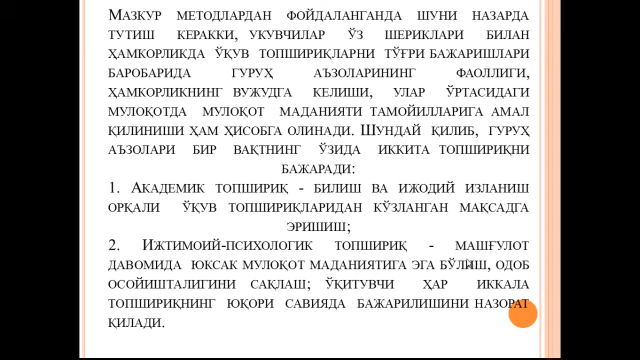 Мазкур методлардан фойдаланганда шуни назарда
тутиш керакки, укувчилар ўз шериклари билан
ҳамкорликда ўқув топшириқларни тўғри бажаришлари
баробарида гуруҳ аъзоларининг фаоллиги,
ҳамкорликнинг вужудга келиши, улар ўртасидаги
мулоқотда мулоқот маданияти тамойилларига амал
қилиниши ҳам ҳисобга олинади. Шундай қилиб, гуруҳ
аъзолари бир вақтнинг ўзида иккита топшириқни
бажаради:
1. Академик топшириқ - билиш ва ижодий изланиш
орқали ўқув топшириқларидан кўзланган мақсадга
эришиш;
2. Ижтимоий-психологик топшириқ - машғулот
давомида юксак мулоқот маданиятига эга бўлиш, одоб
осойишталигини сақлаш; ўқитувчи ҳар иккала
топшириқнинг юқори савияда бажарилишини назорат
қилади.